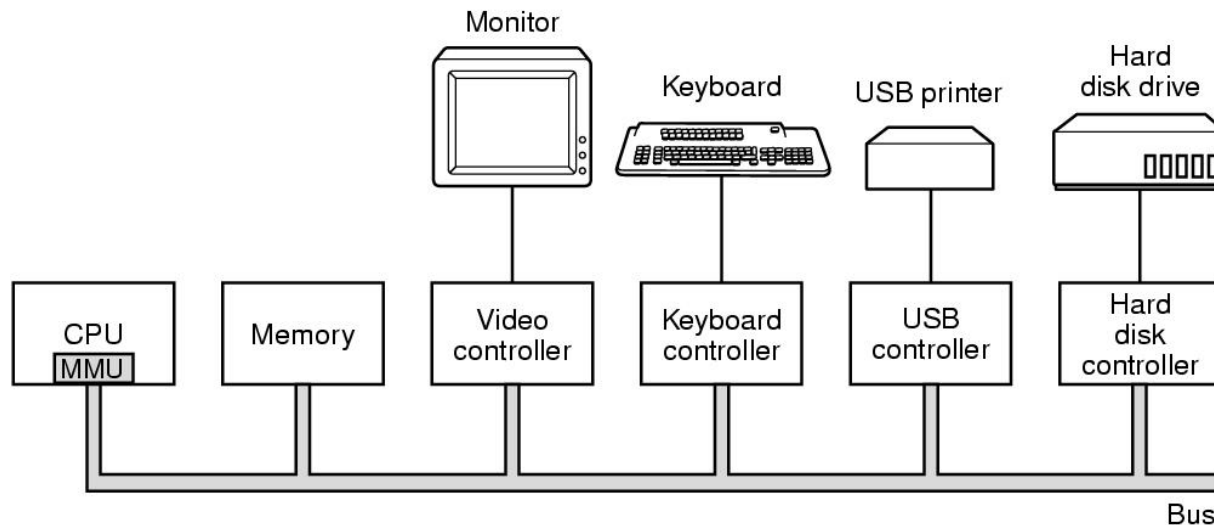 Monitor
Keyboard
USB printer
Hard
disk drive
CPU
MMU
Memory
Video
controller
Keyboard
controller
USB
controller
Hard
disk
controller
Bus